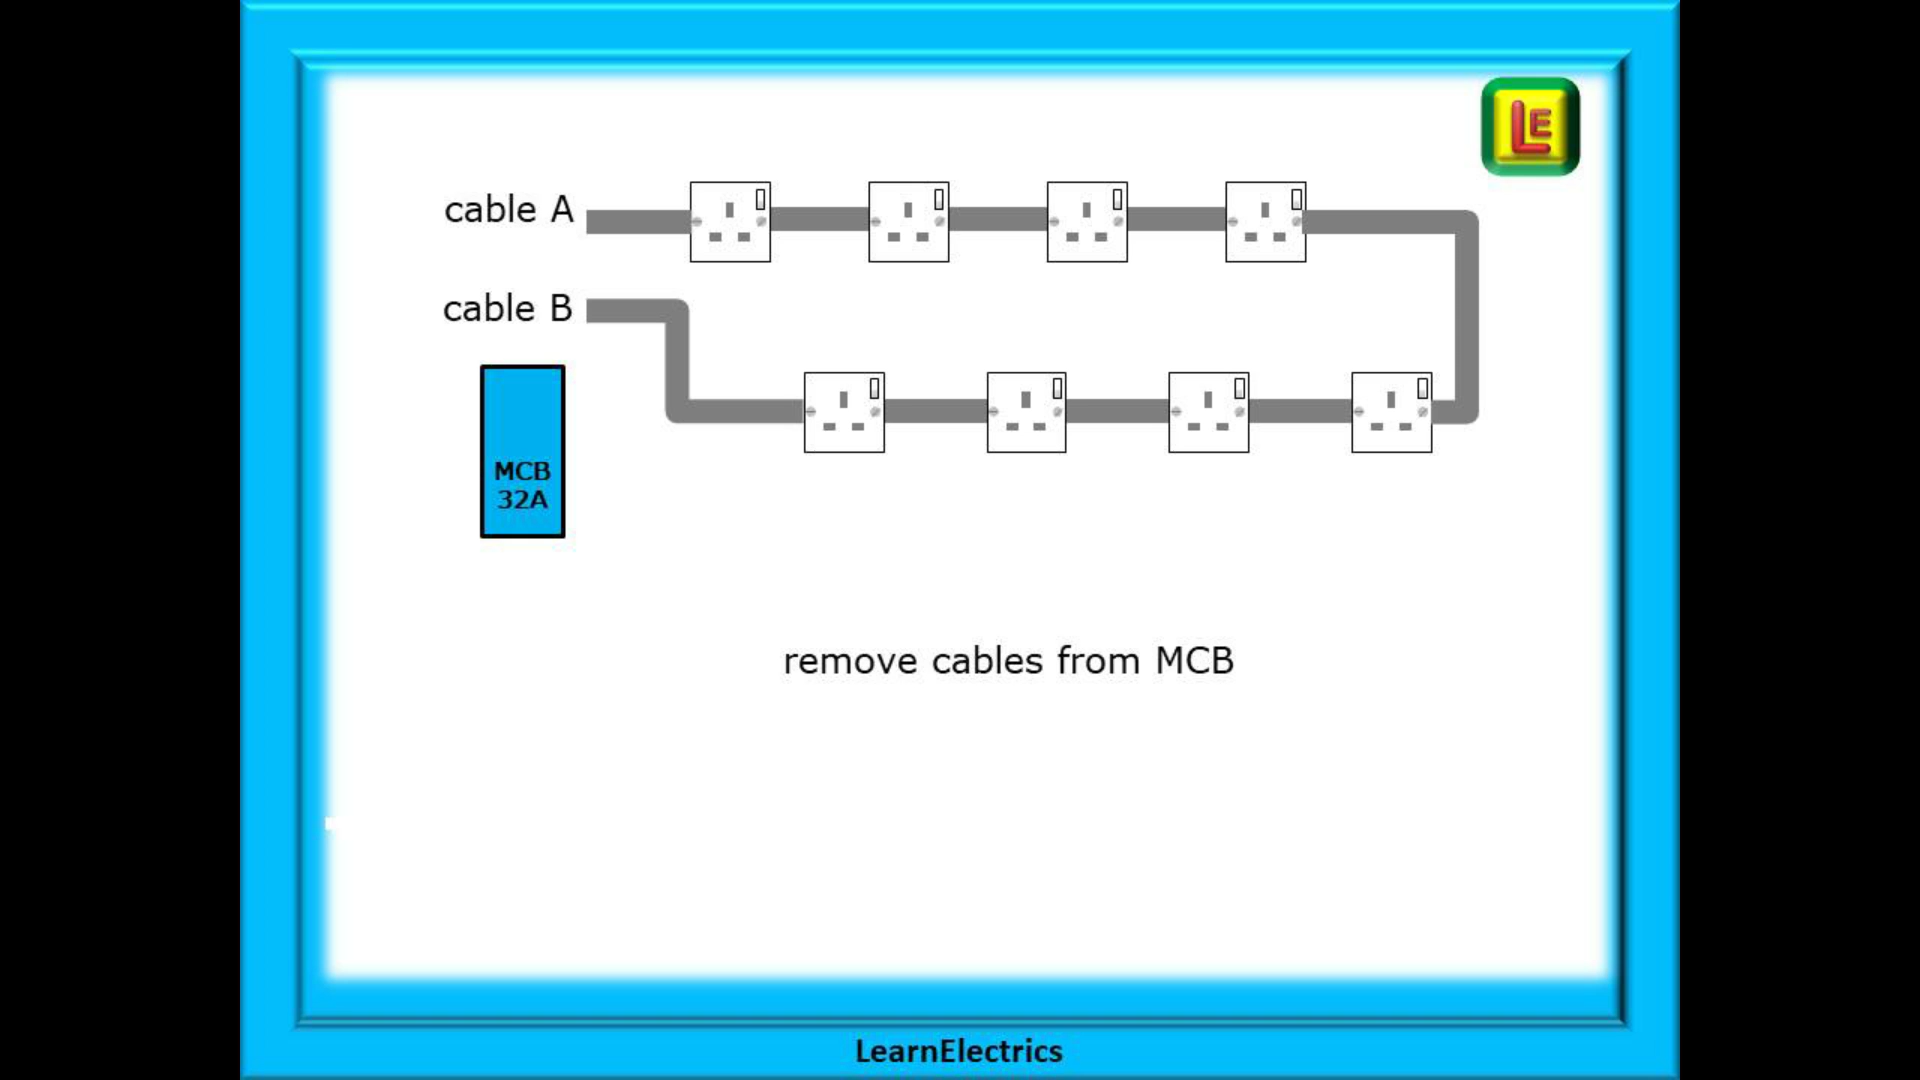 LE
cable A
cable B
MCB
32A
remove cables from MCB
LearnElectrics